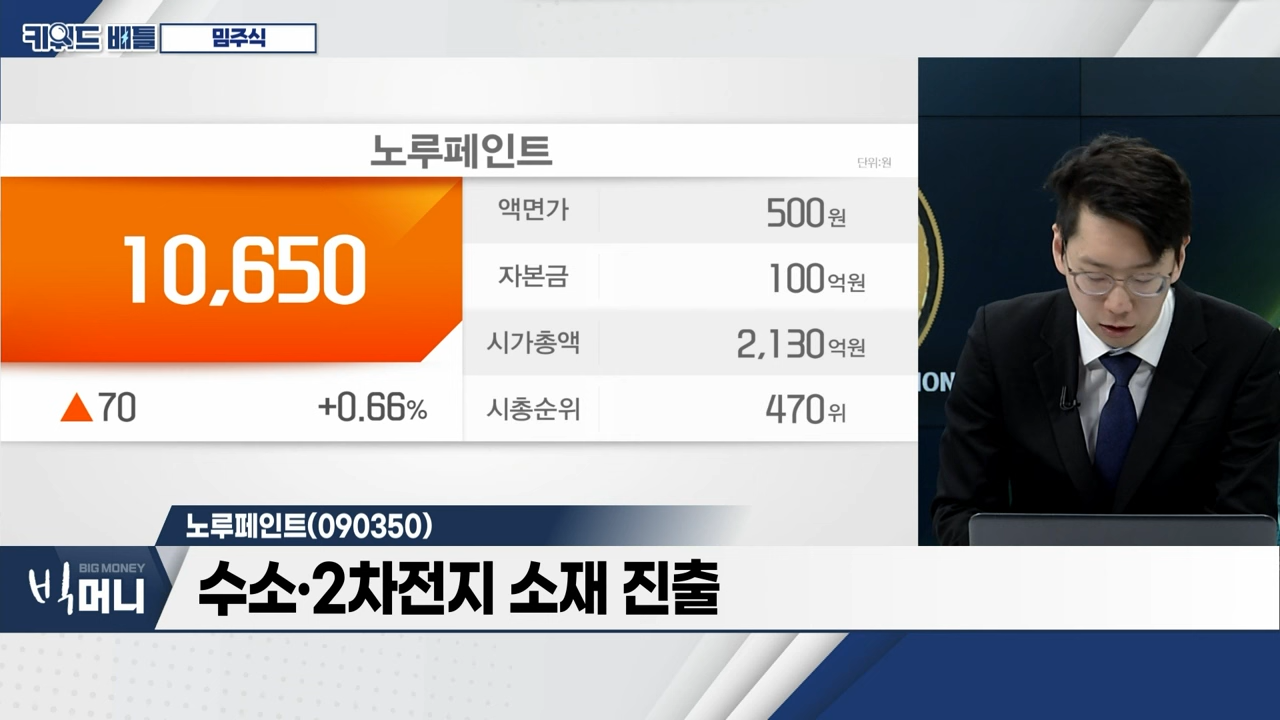 키워드 배틀
밈주식
노루페인트
단위:원
10,650
▲70 +0.66%
액면가 500원
자본금 100억원
시가총액 2,130억원
시총순위 470위
ION
노루페인트(090350)
빅머니 BIG MONEY
수소·2차전지 소재 진출